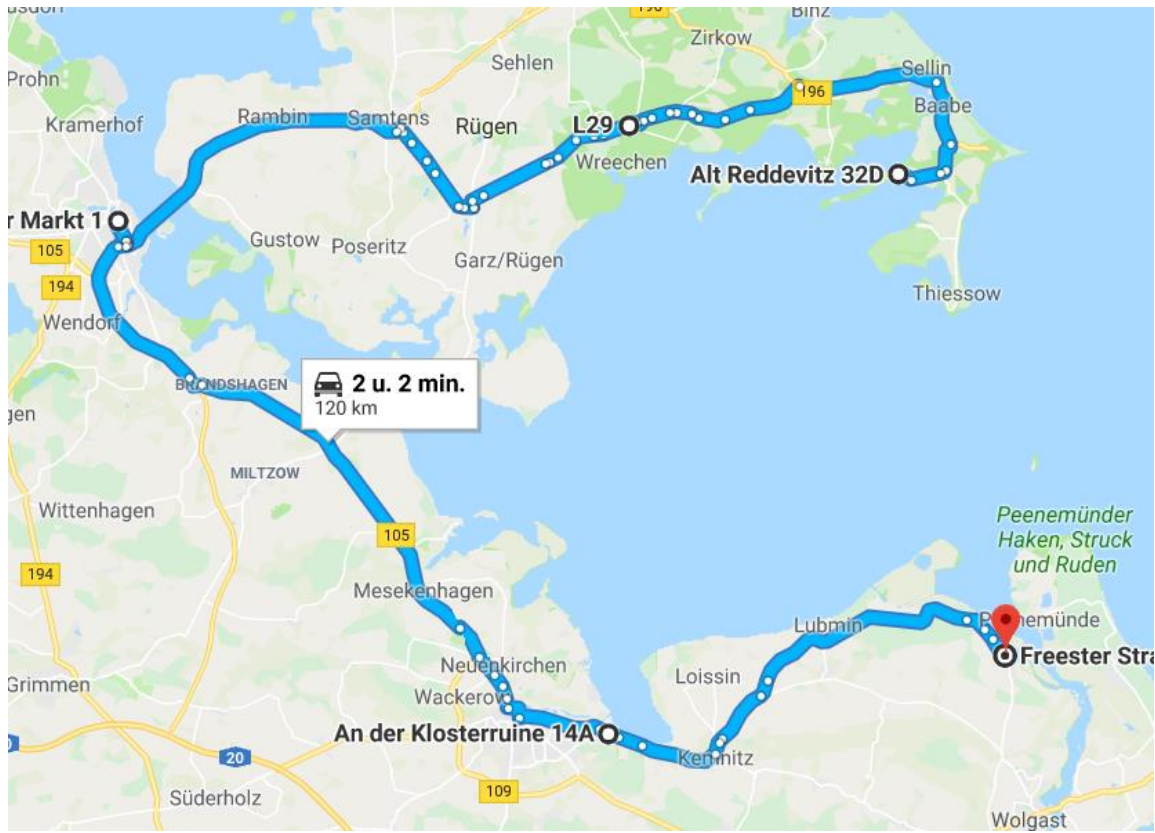 196
Binz
Zirkow
Prohn
Sehlen
Sellin
196
Baabe
Kramerhof
Rambin
Samtens
Rügen
L29
Wreechen
Alt Reddevitz 32D
r Markt 1
105
Gustow
Poseritz
Garz/Rügen
194
Thiessow
Wendorf
2 u. 2 min.
120 km
BRANDSHAGEN
gen
MILTZOW
Wittenhagen
105
Peenemünder
Haken, Struck
und Ruden
194
Mesekenhagen
Lubmin
Peenemünde
Freester Stra
Neuenkirchen
Loissin
Grimmen
Wackerow
An der Klosterruine 14A
Kemnitz
20
109
Süderholz
Wolgast